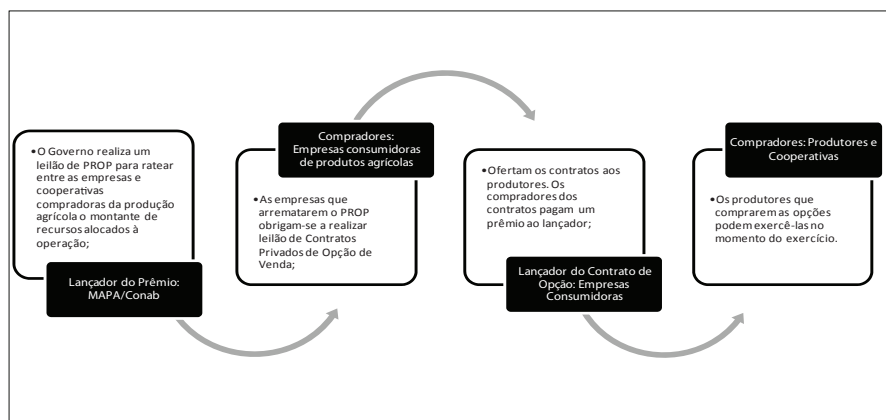 •O Governo realiza um
leilão de PROP para ratear
entre as empresas e
cooperativas
compradoras da produção
agrícola o montante de
recursos alocados à
operação;
Lançador do Prêmio:
MAPA/Conab
Compradores:
Empresas consumidoras
de produtos agrícolas
•As empresas que
arrematarem o PROP
obrigam-se a realizar
leilão de Contratos
Privados de Opção de
Venda;
•Ofertam os contratos aos
produtores. Os
compradores dos
contratos pagam um
prêmio ao lançador;
Lançador do Contrato de
Opção: Empresas
Consumidoras
Compradores: Produtores e
Cooperativas
•Os produtores que
comprarem as opções
podem exercê-las no
momento do exercício.